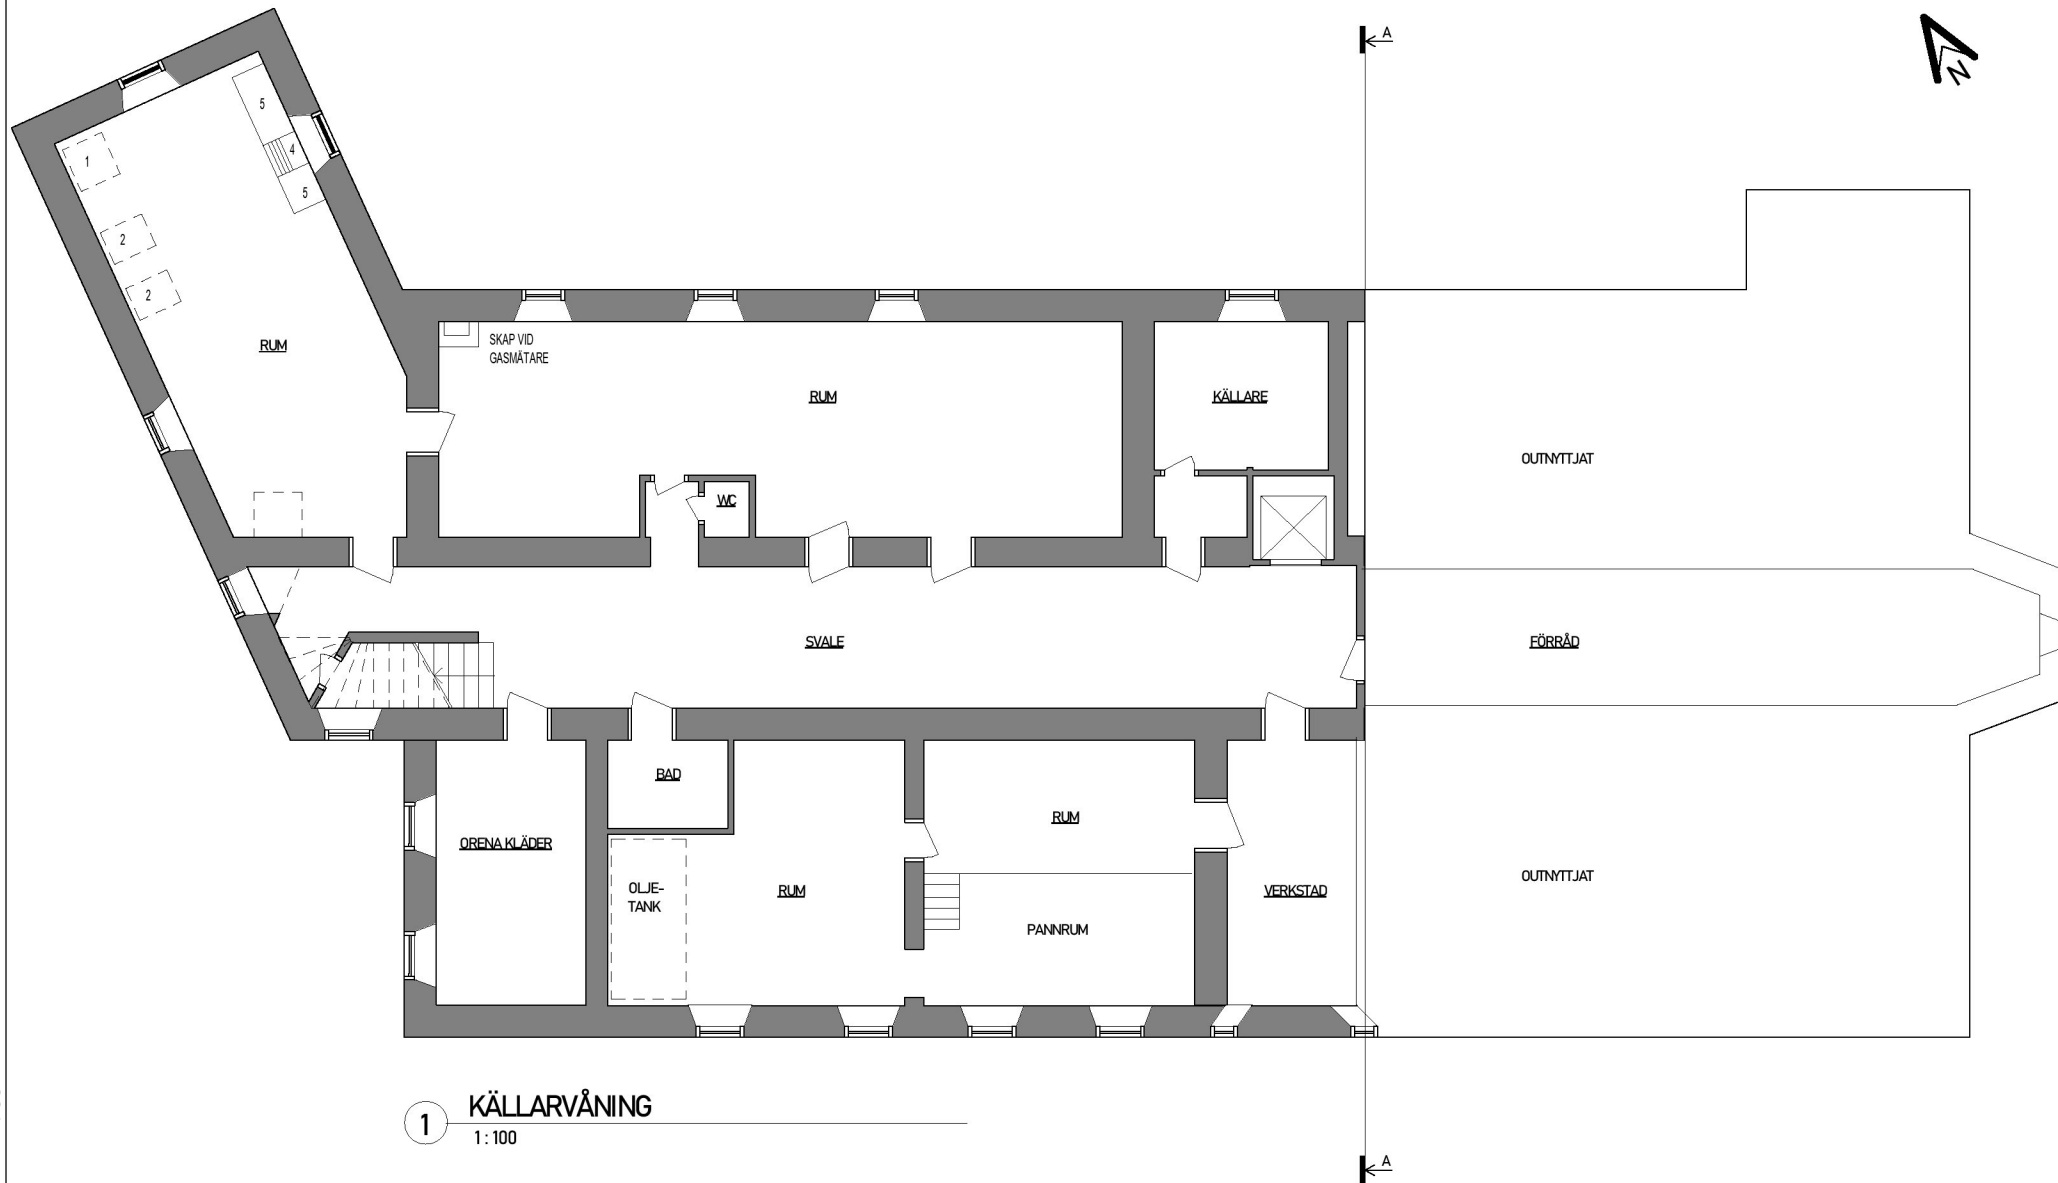 A
N
5
4
5
1
2
2
RUM
SKAP VID
GASMÄTARE
RUM
KÄLLARE
WC
OUTNYTTJAT
SVALE
FÖRRÅD
BAD
ORENA KLÄDER
OLJE-
TANK
RUM
RUM
PANNRUM
VERKSTAD
OUTNYTTJAT
1
KÄLLARVÅNING
1 : 100
A